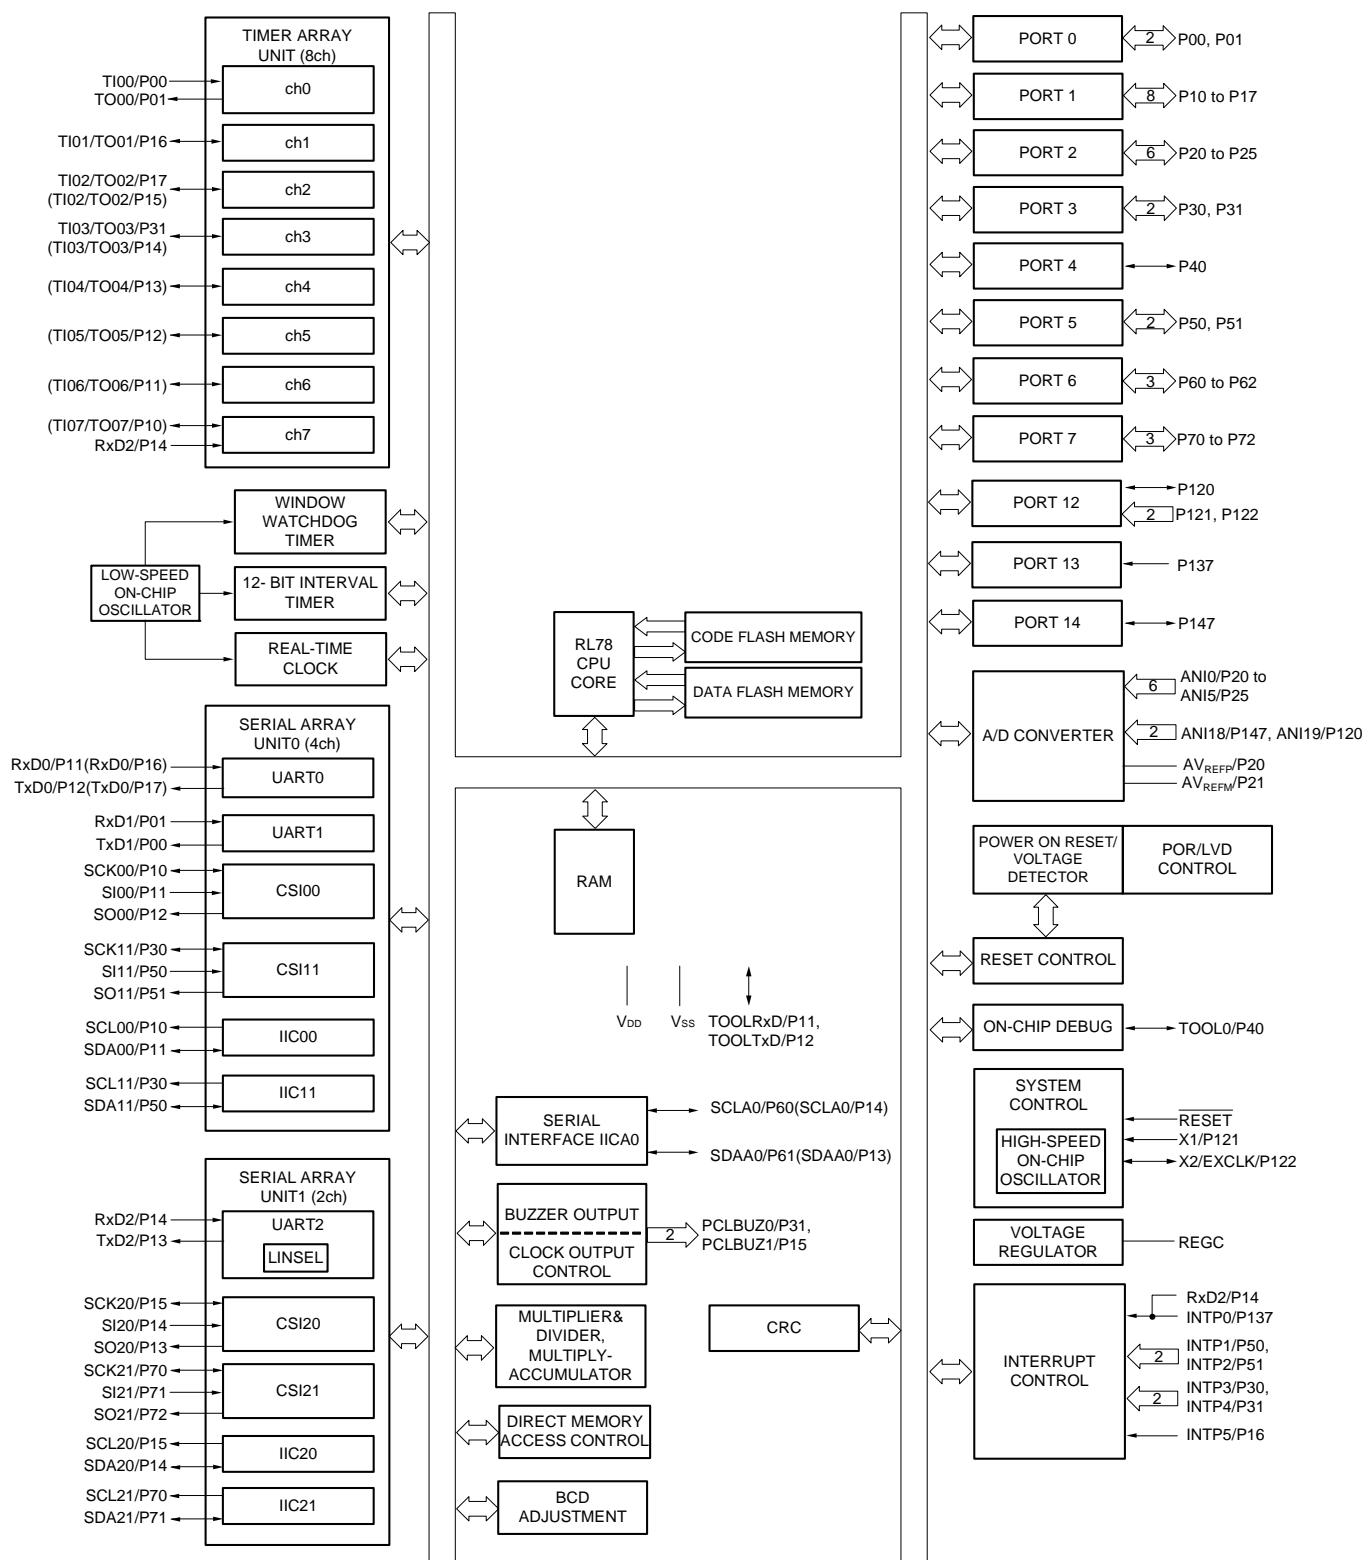 TIMER ARRAY
UNIT (8ch)
TI00/P00
TO00/P01
ch0
TI01/TO01/P16
ch1
TI02/TO02/P17
(TI02/TO02/P15)
ch2
TI03/TO03/P31
(TI03/TO03/P14)
ch3
(TI04/TO04/P13)
ch4
(TI05/TO05/P12)
ch5
(TI06/TO06/P11)
ch6
(TI07/TO07/P10)
RxD2/P14
ch7
LOW-SPEED
ON-CHIP
OSCILLATOR
WINDOW
WATCHDOG
TIMER
12- BIT INTERVAL
TIMER
REAL-TIME
CLOCK
SERIAL ARRAY
UNIT0 (4ch)
RxD0/P11(RxD0/P16)
TxD0/P12(TxD0/P17)
UART0
RxD1/P01
TxD1/P00
UART1
SCK00/P10
SI00/P11
SO00/P12
CSI00
SCK11/P30
SI11/P50
SO11/P51
CSI11
SCL00/P10
SDA00/P11
IIC00
SCL11/P30
SDA11/P50
IIC11
SERIAL ARRAY
UNIT1 (2ch)
RxD2/P14
TxD2/P13
UART2
LINSEL
SCK20/P15
SI20/P14
SO20/P13
CSI20
SCK21/P70
SI21/P71
SO21/P72
CSI21
SCL20/P15
SDA20/P14
IIC20
SCL21/P70
SDA21/P71
IIC21
RL78
CPU
CORE
CODE FLASH MEMORY
DATA FLASH MEMORY
RAM
VDD
VSS
TOOLRxD/P11,
TOOLTxD/P12
SERIAL
INTERFACE IICA0
SCLA0/P60(SCLA0/P14)
SDAA0/P61(SDAA0/P13)
BUZZER OUTPUT
CLOCK OUTPUT
CONTROL
2
PCLBUZ0/P31,
PCLBUZ1/P15
MULTIPLIER&
DIVIDER,
MULTIPLY-
ACCUMULATOR
CRC
DIRECT MEMORY
ACCESS CONTROL
BCD
ADJUSTMENT
PORT 0
2
P00, P01
PORT 1
8
P10 to P17
PORT 2
6
P20 to P25
PORT 3
2
P30, P31
PORT 4
P40
PORT 5
2
P50, P51
PORT 6
3
P60 to P62
PORT 7
3
P70 to P72
PORT 12
P120
2
P121, P122
PORT 13
P137
PORT 14
P147
A/D CONVERTER
6
ANI0/P20 to
ANI5/P25
2
ANI18/P147, ANI19/P120
AVREFP/P20
AVREFM/P21
POWER ON RESET/
VOLTAGE
DETECTOR
POR/LVD
CONTROL
RESET CONTROL
ON-CHIP DEBUG
TOOL0/P40
SYSTEM
CONTROL
HIGH-SPEED
ON-CHIP
OSCILLATOR
RESET
X1/P121
X2/EXCLK/P122
VOLTAGE
REGULATOR
REGC
INTERRUPT
CONTROL
RxD2/P14
INTP0/P137
2
INTP1/P50,
INTP2/P51
2
INTP3/P30,
INTP4/P31
INTP5/P16